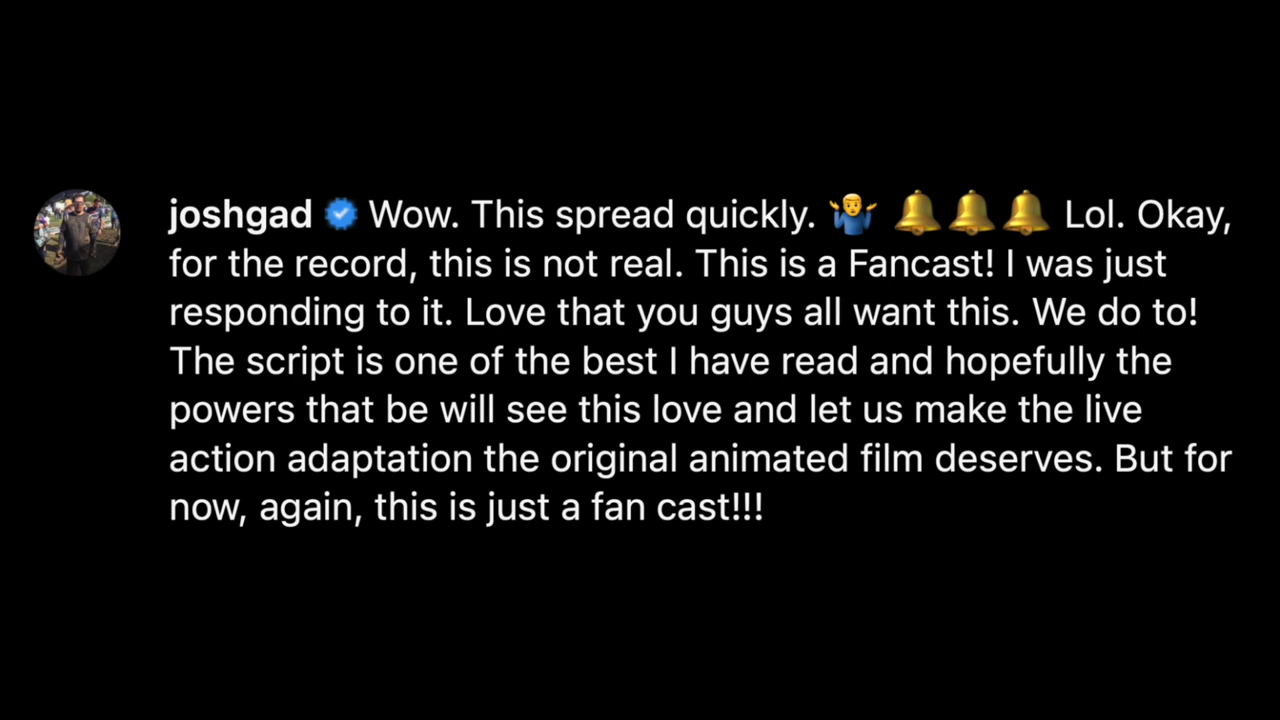 joshgad Wow. This spread quickly. 🤷‍♂️ 🔔🔔🔔 Lol. Okay,
for the record, this is not real. This is a Fancast! I was just
responding to it. Love that you guys all want this. We do to!
The script is one of the best I have read and hopefully the
powers that be will see this love and let us make the live
action adaptation the original animated film deserves. But for
now, again, this is just a fan cast!!!